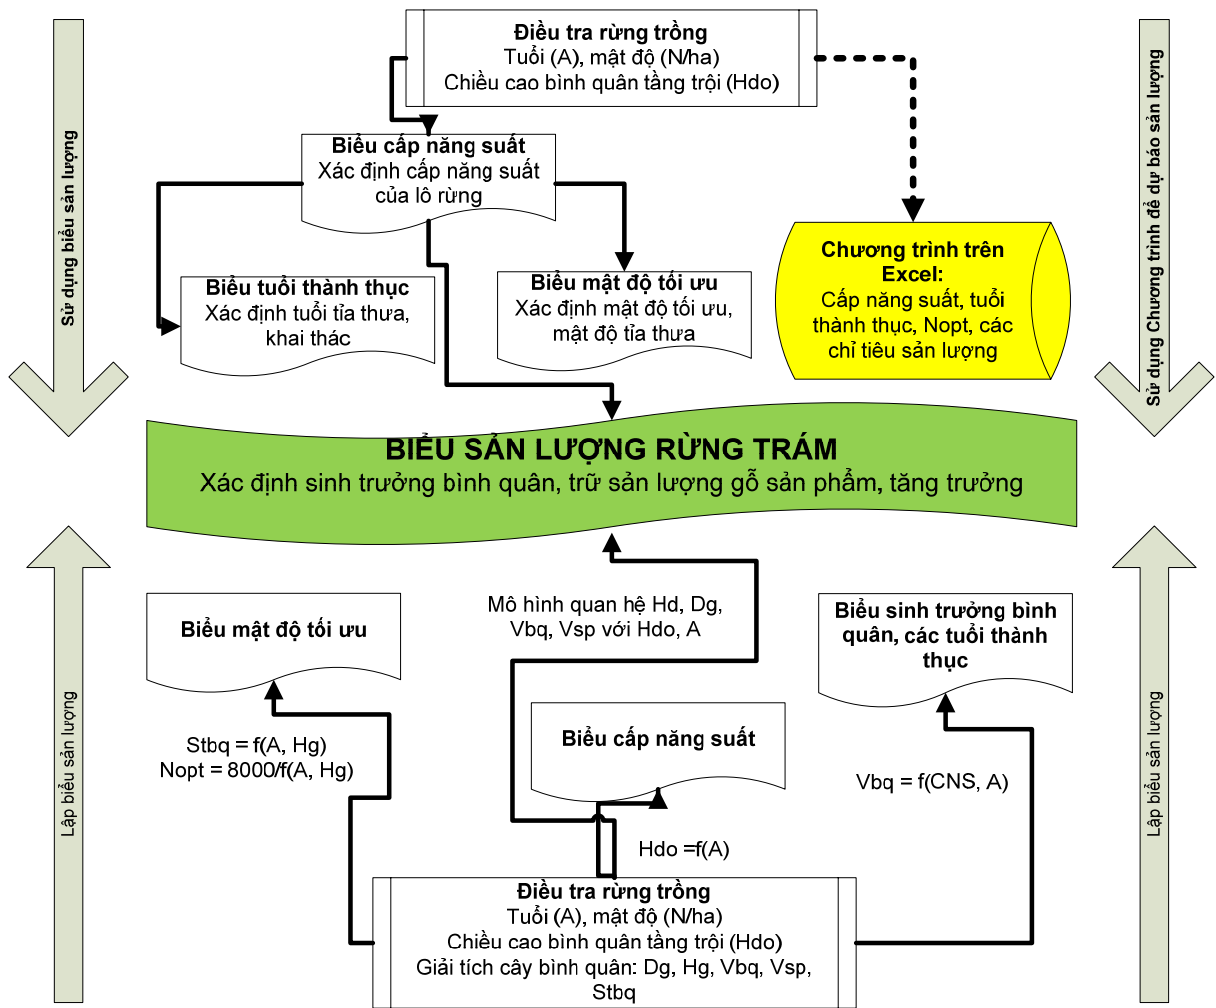 Điều tra rừng trồng
Tuổi (A), mật độ (N/ha)
Chiều cao bình quân tầng trội (Hdo)
Sử dụng biểu sản lượng
Sử dụng Chương trình để dự báo sản lượng
Biểu cấp năng suất
Xác định cấp năng suất
của lô rừng
Biểu tuổi thành thục
Xác định tuổi tỉa thưa,
khai thác
Biểu mật độ tối ưu
Xác định mật độ tối ưu,
mật độ tỉa thưa
Chương trình trên
Excel:
Cấp năng suất, tuổi
thành thục, Nopt, các
chỉ tiêu sản lượng
BIỂU SẢN LƯỢNG RỪNG TRÁM
Xác định sinh trưởng bình quân, trữ sản lượng gỗ sản phẩm, tăng trưởng
Lập biểu sản lượng
Lập biểu sản lượng
Biểu mật độ tối ưu
Mô hình quan hệ Hd, Dg,
Vbq, Vsp với Hdo, A
Biểu sinh trưởng bình
quân, các tuổi thành
thục
Stbq = f(A, Hg)
Nopt = 8000/f(A, Hg)
Biểu cấp năng suất
Vbq = f(CNS, A)
Hdo =f(A)
Điều tra rừng trồng
Tuổi (A), mật độ (N/ha)
Chiều cao bình quân tầng trội (Hdo)
Giải tích cây bình quân: Dg, Hg, Vbq, Vsp,
Stbq